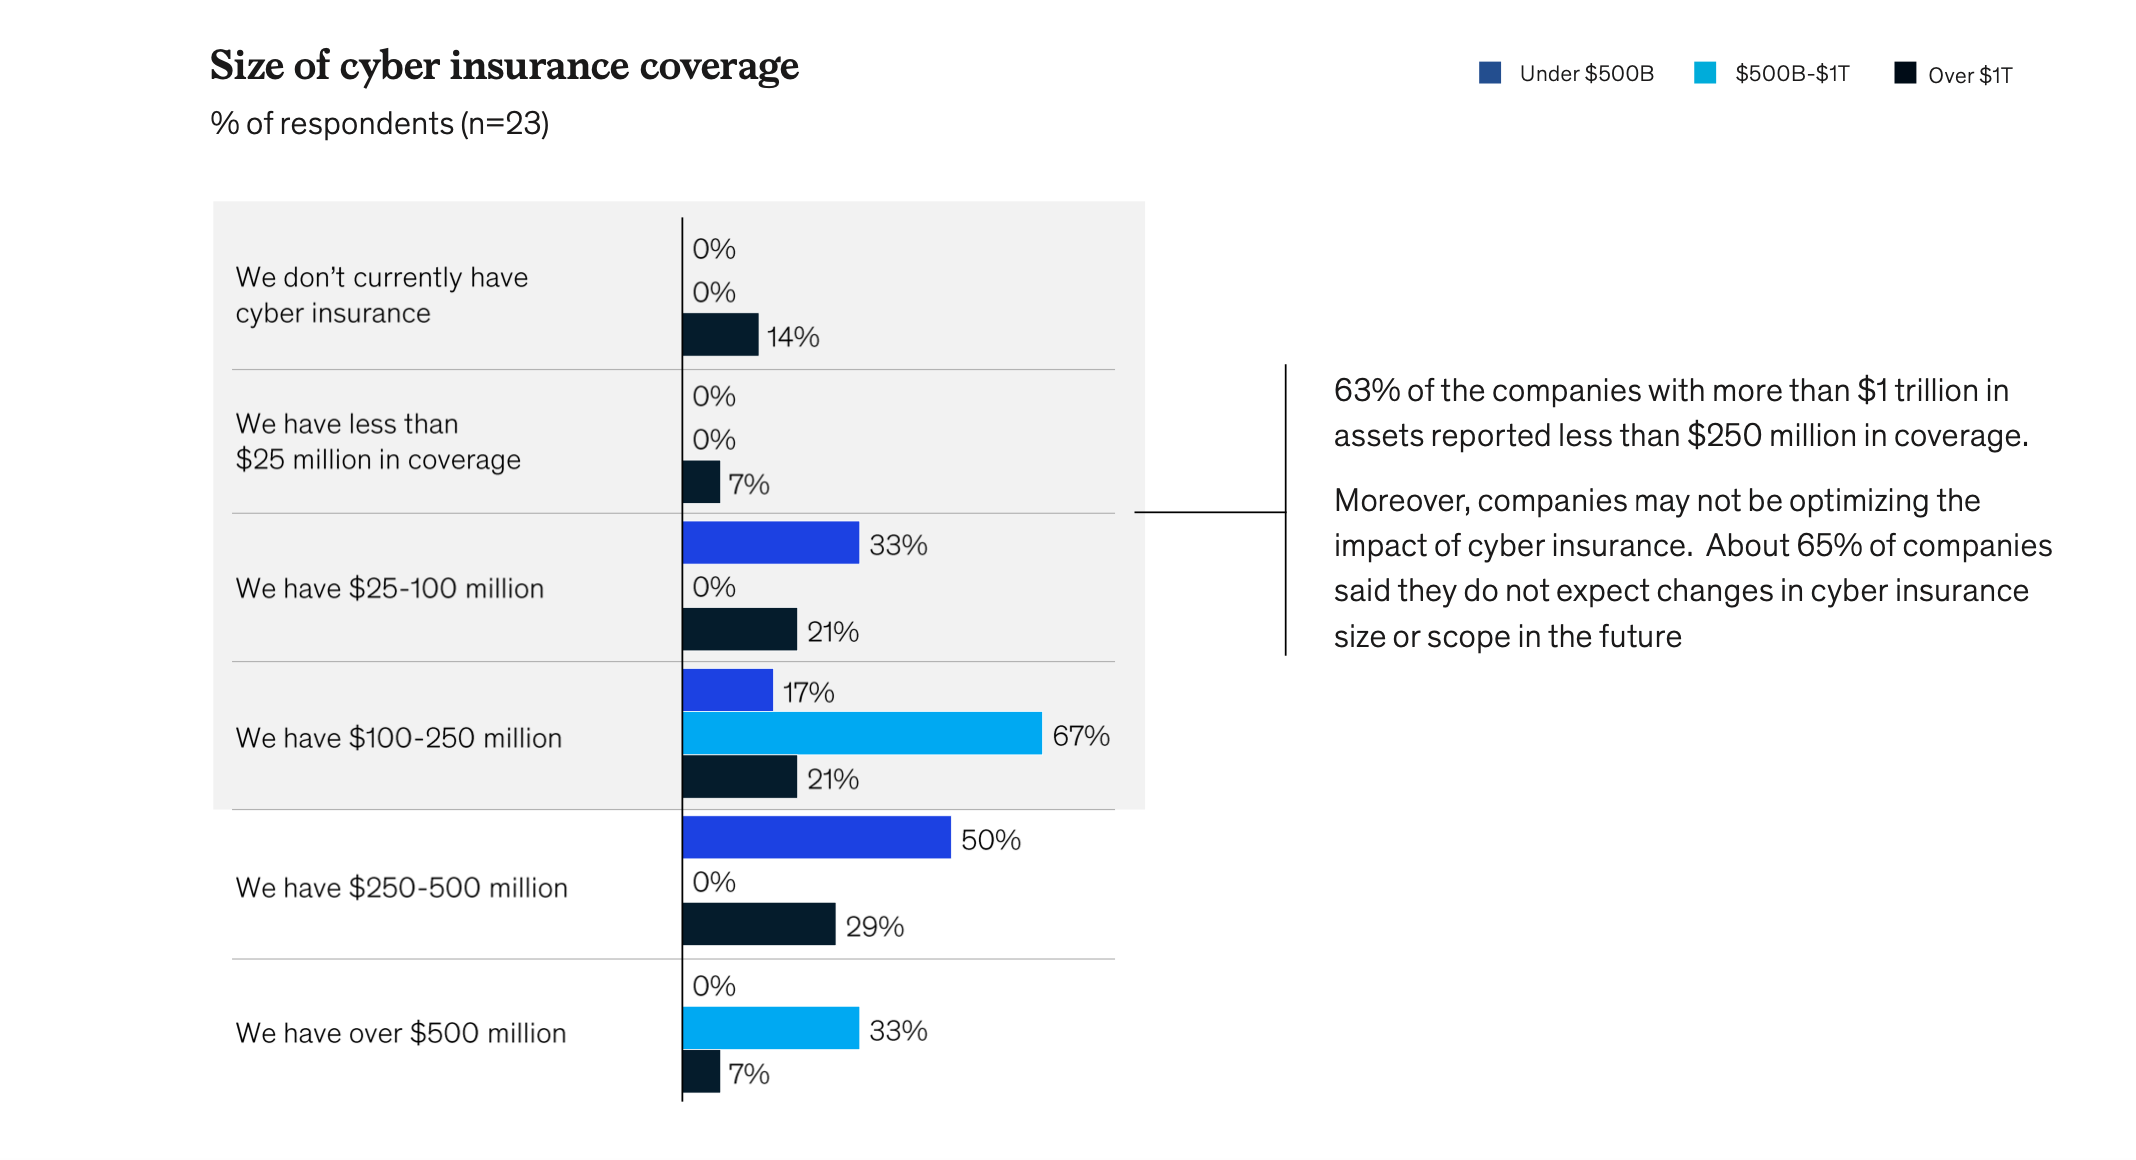 Size of cyber insurance coverage
% of respondents (n=23)
Under $500B
$500B-$1T
Over $1T
We don’t currently have
cyber insurance
0%
0%
14%
We have less than
$25 million in coverage
0%
0%
7%
We have $25-100 million
33%
0%
21%
We have $100-250 million
17%
67%
21%
We have $250-500 million
50%
0%
29%
We have over $500 million
0%
33%
7%
63% of the companies with more than $1 trillion in
assets reported less than $250 million in coverage.
Moreover, companies may not be optimizing the
impact of cyber insurance.  About 65% of companies
said they do not expect changes in cyber insurance
size or scope in the future